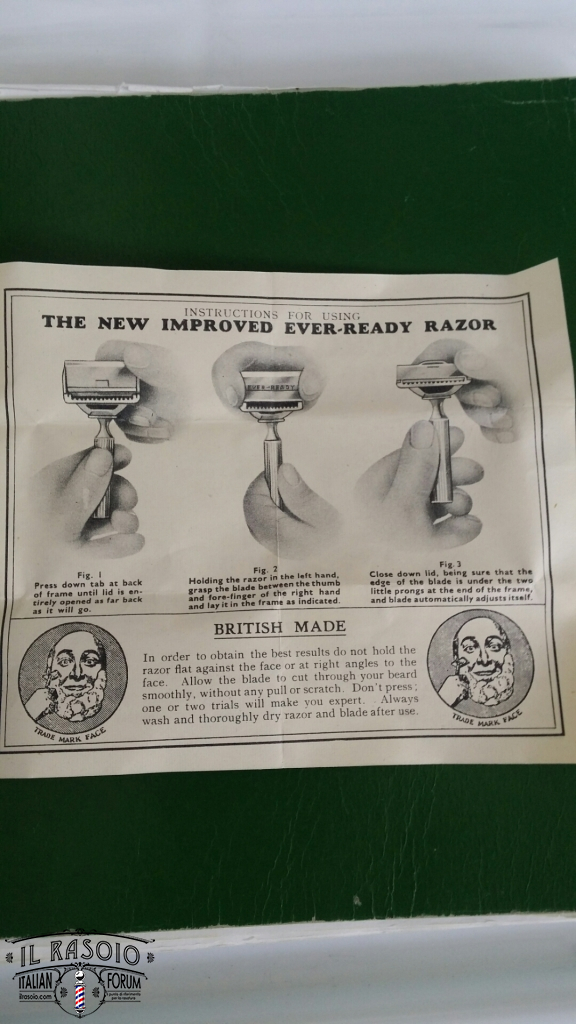 INSTRUCTIONS FOR USING
THE NEW IMPROVED EVER-READY RAZOR
EVER-READY
Fig. 1
Press down tab at back
of frame until lid is en-
tirely opened as far back
as it will go.
Fig. 2
Holding the razor in the left hand,
grasp the blade between the thumb
and fore-finger of the right hand
and lay it in the frame as indicated.
Fig. 3
Close down lid, being sure that the
edge of the blade is under the two
little prongs at the end of the frame,
and blade automatically adjusts itself.
BRITISH MADE
In order to obtain the best results do not hold the
razor flat against the face or at right angles to the
face. Allow the blade to cut through your beard
smoothly, without any pull or scratch. Don't press;
one or two trials will make you expert. Always
wash and thoroughly dry razor and blade after use.
TRADE MARK FACE
TRADE MARK FACE
IL RASOIO
ITALIAN FORUM
ilrasoio.com